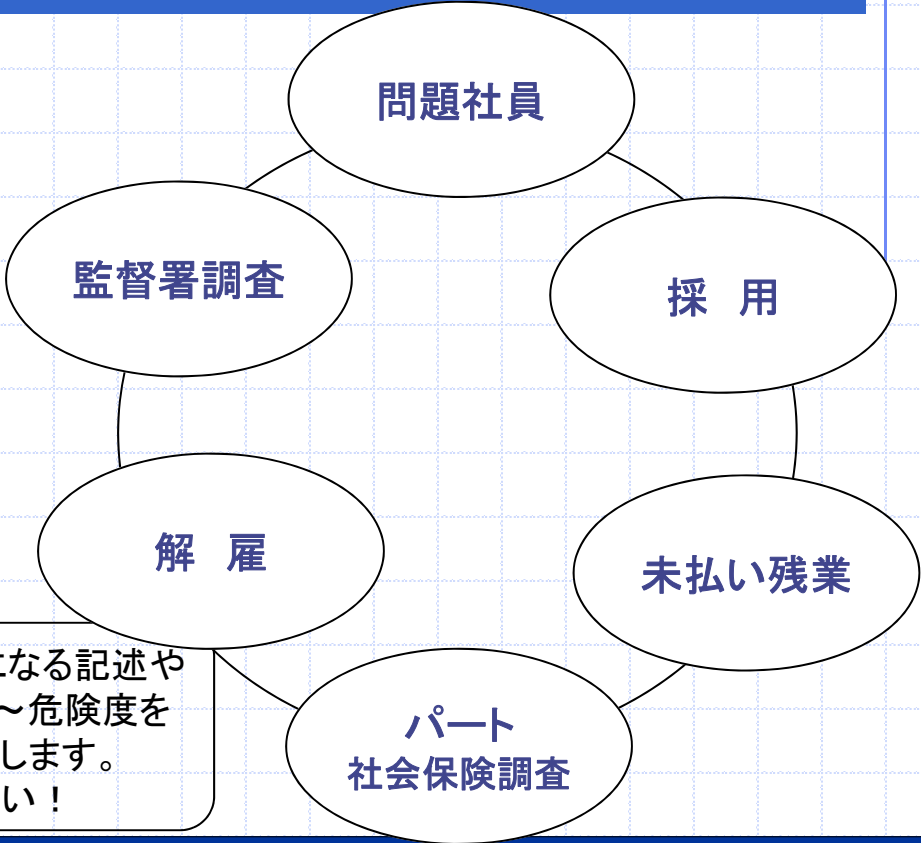 問題社員
監督署調査
採 用
解 雇
未払い残業
なる記述や
～危険度を
します。
い！
パート
社会保険調査